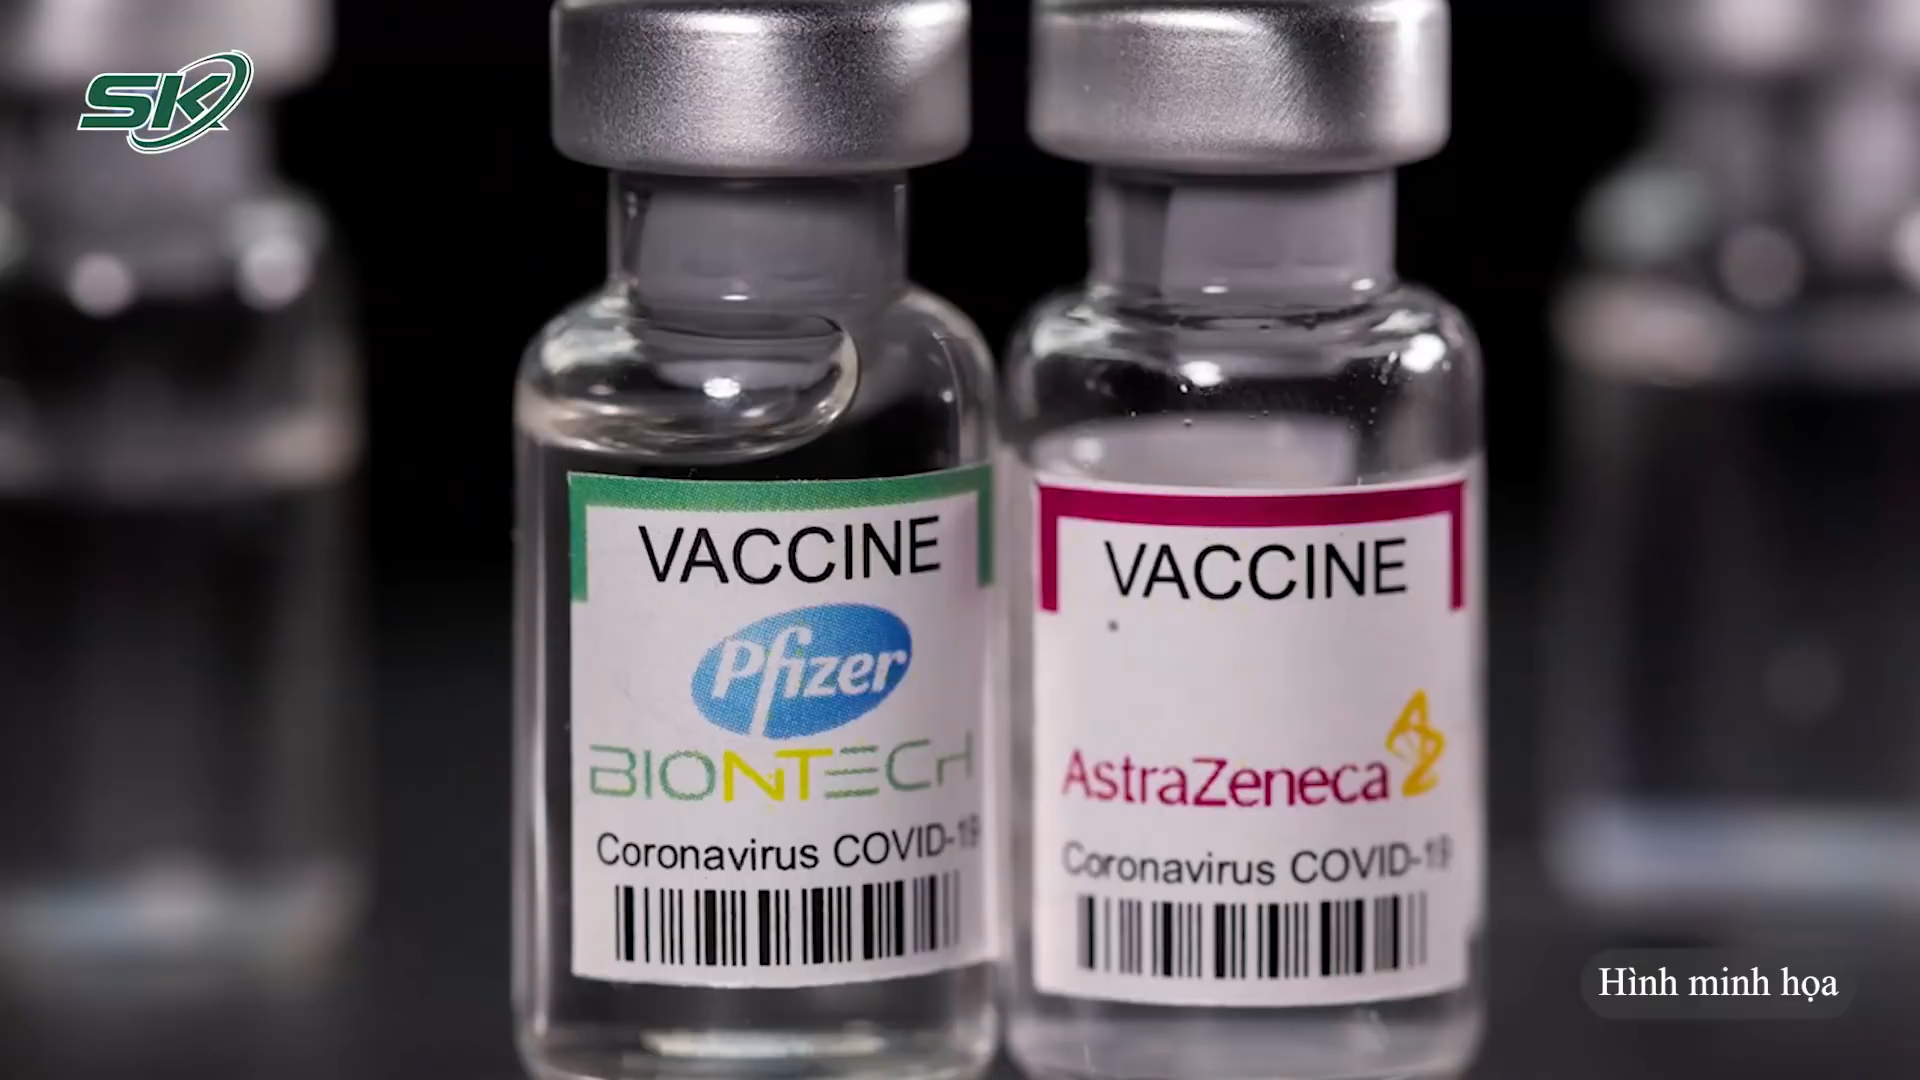 SK
VACCINE
Pfizer
BIONTECH
Coronavirus COVID-19
VACCINE
AstraZeneca
Coronavirus COVID-19
Hình minh họa